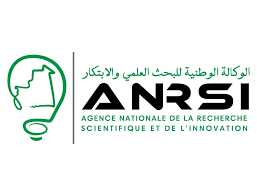 الوكالة الوطنية للبحث العلمي والابتكار
ANRSI
AGENCE NATIONALE DE LA RECHERCHE
SCIENTIFIQUE ET DE L'INNOVATION